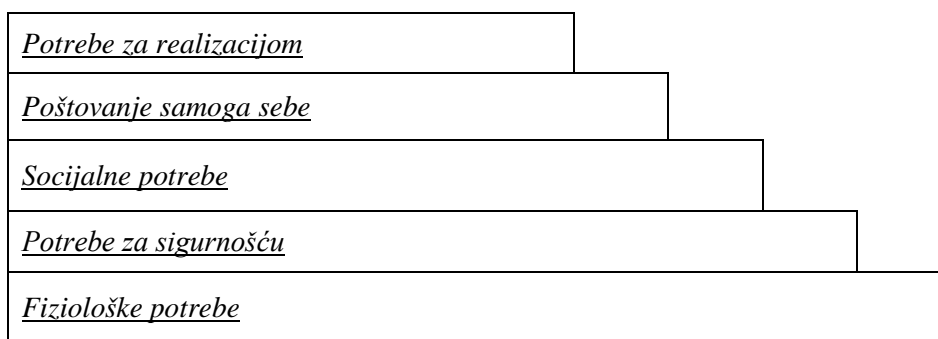 Potrebe za realizacijom
Poštovanje samoga sebe
Socijalne potrebe
Potrebe za sigurnošću
Fiziološke potrebe